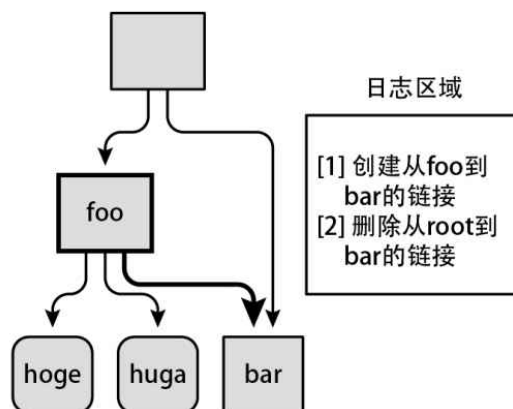 日志区域
foo
[1] 创建从foo到
bar的链接
[2] 删除从root到
bar的链接
hoge
huga
bar